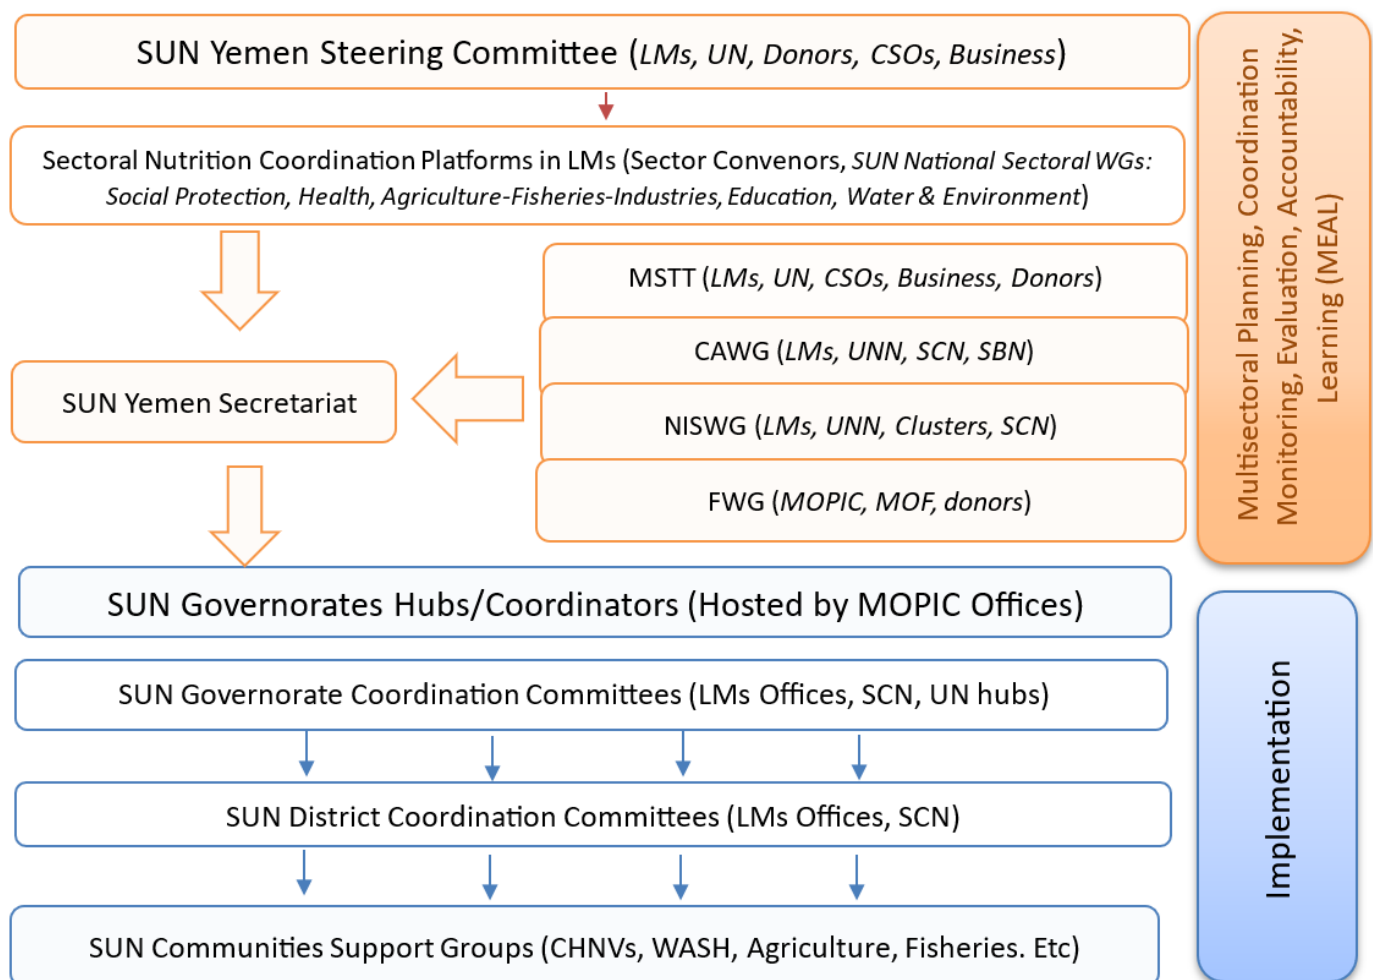 SUN Yemen Steering Committee (LMs, UN, Donors, CSOs, Business)
Sectoral Nutrition Coordination Platforms in LMs (Sector Convenors, SUN National Sectoral WGs:
Social Protection, Health, Agriculture-Fisheries-Industries, Education, Water & Environment)
MSTT (LMs, UN, CSOs, Business, Donors)
CAWG (LMs, UNN, SCN, SBN)
SUN Yemen Secretariat
NISWG (LMs, UNN, Clusters, SCN)
FWG (MOPIC, MOF, donors)
Multisectoral Planning, Coordination
Monitoring, Evaluation, Accountability,
Learning (MEAL)
SUN Governorates Hubs/Coordinators (Hosted by MOPIC Offices)
SUN Governorate Coordination Committees (LMs Offices, SCN, UN hubs)
SUN District Coordination Committees (LMs Offices, SCN)
SUN Communities Support Groups (CHNVs, WASH, Agriculture, Fisheries. Etc)
Implementation